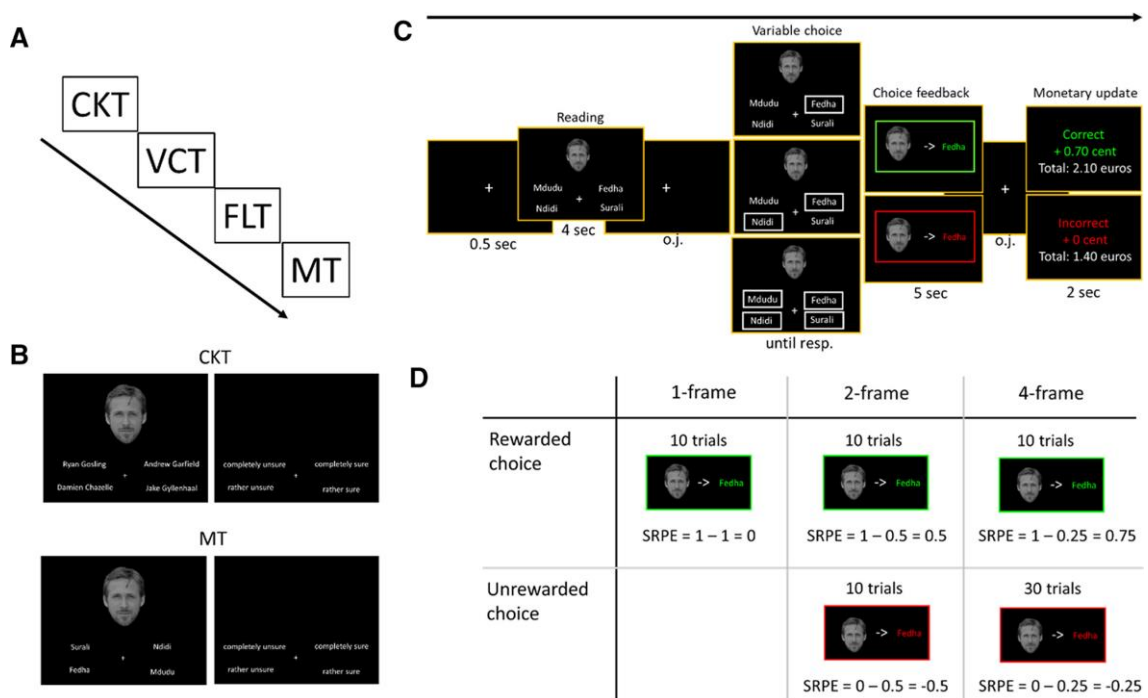 A
CKT
VCT
FLT
MT
B
CKT
Ryan Gosling Andrew Garfield
+
Damien Chazelle Jake Gyllenhaal
completely unsure completely sure
+
rather unsure rather sure
MT
Surali Ndidi
+
Fedha Mdudu
completely unsure completely sure
+
rather unsure rather sure
C
+
0.5 sec
Reading
Mdudu Fedha
+
Ndidi Surali
4 sec
+
o.j.
Variable choice
Mdudu Fedha
+
Ndidi Surali
Mdudu Fedha
+
Ndidi Surali
Mdudu Fedha
+
Ndidi Surali
until resp.
Choice feedback
-> Fedha
-> Fedha
5 sec
+
o.j.
Monetary update
Correct
+ 0.70 cent
Total: 2.10 euros
Incorrect
+ 0 cent
Total: 1.40 euros
2 sec
D
1-frame 2-frame 4-frame
Rewarded
choice
10 trials
-> Fedha
SRPE = 1 – 1 = 0
10 trials
-> Fedha
SRPE = 1 – 0.5 = 0.5
10 trials
-> Fedha
SRPE = 1 – 0.25 = 0.75
Unrewarded
choice
10 trials
-> Fedha
SRPE = 0 – 0.5 = -0.5
30 trials
-> Fedha
SRPE = 0 – 0.25 = -0.25